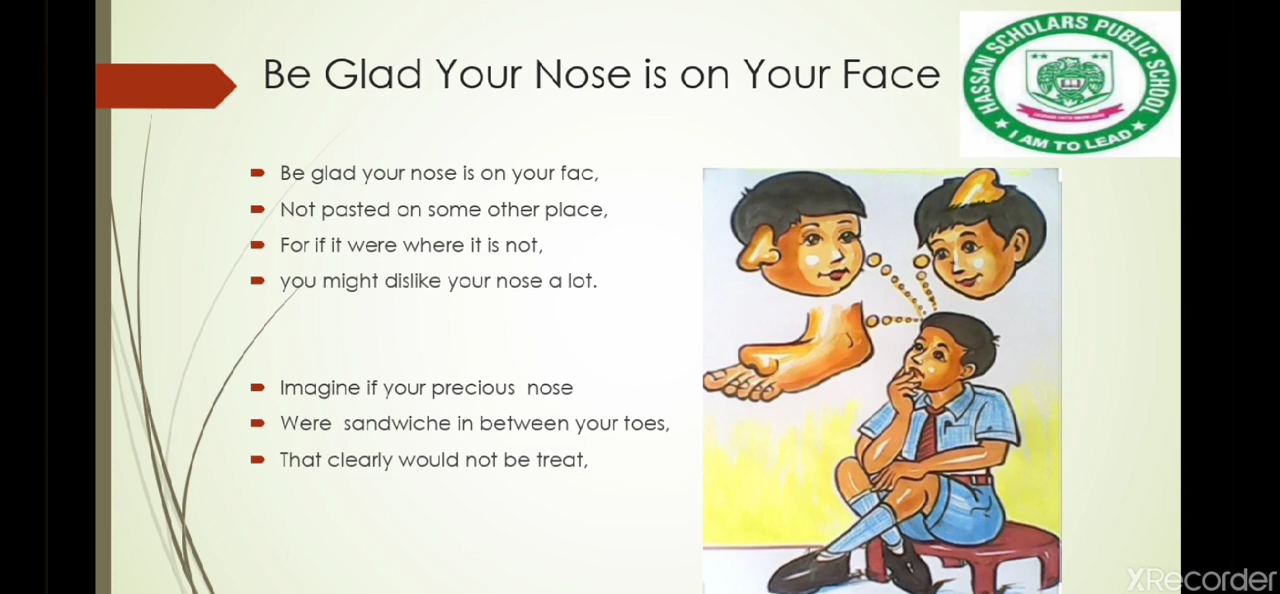 Be Glad Your Nose is on Your Face
HASSAN SCHOLARS PUBLIC SCHOOL
I AM TO LEAD
Be glad your nose is on your fac,
Not pasted on some other place,
For if it were where it is not,
you might dislike your nose a lot.
Imagine if your precious nose
Were sandwiche in between your toes,
That clearly would not be treat,
XRecorder